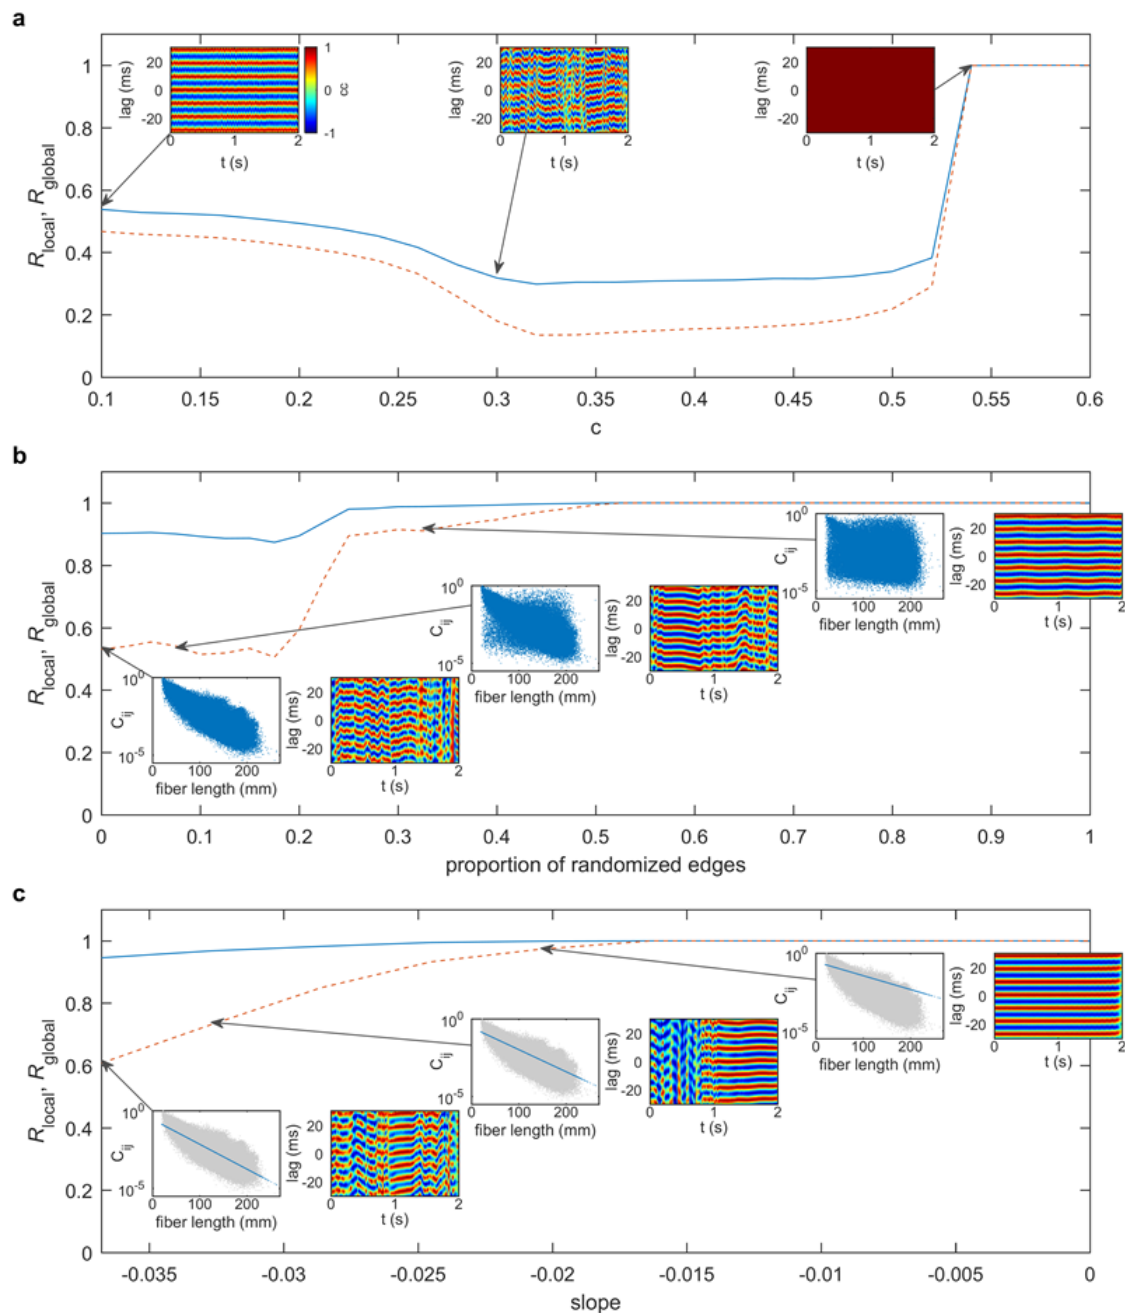 a
1
0.8
0.6
0.4
0.2
0
R_local, R_global
lag (ms)
20
0
-20
0 1 2
t (s)
1
cc
-1
lag (ms)
20
0
-20
0 1 2
t (s)
lag (ms)
20
0
-20
0 1 2
t (s)
0.1 0.15 0.2 0.25 0.3 0.35 0.4 0.45 0.5 0.55 0.6
c
b
1
0.8
0.6
0.4
0.2
0
R_local, R_global
C_ij
10^0
10^-5
0 100 200
fiber length (mm)
lag (ms)
20
0
-20
0 1 2
t (s)
C_ij
10^0
10^-5
0 100 200
fiber length (mm)
lag (ms)
20
0
-20
0 1 2
t (s)
C_ij
10^0
10^-5
0 100 200
fiber length (mm)
lag (ms)
20
0
-20
0 1 2
t (s)
0 0.1 0.2 0.3 0.4 0.5 0.6 0.7 0.8 0.9 1
proportion of randomized edges
c
1
0.8
0.6
0.4
0.2
0
R_local, R_global
C_ij
10^0
10^-5
0 100 200
fiber length (mm)
lag (ms)
20
0
-20
0 1 2
t (s)
C_ij
10^0
10^-5
0 100 200
fiber length (mm)
lag (ms)
20
0
-20
0 1 2
t (s)
C_ij
10^0
10^-5
0 100 200
fiber length (mm)
lag (ms)
20
0
-20
0 1 2
t (s)
-0.035 -0.03 -0.025 -0.02 -0.015 -0.01 -0.005 0
slope